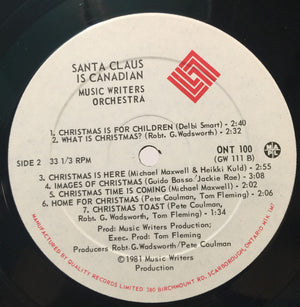 SANTA CLAUS
IS CANADIAN
MUSIC WRITERS
ORCHESTRA
1. CHRISTMAS IS FOR CHILDREN (Delbi Smart) - 2:40
2. WHAT IS CHRISTMAS? (Robt. G. Wadsworth) - 2:32
SIDE 2 33 1/3 RPM
ONT 100
(GW 111 B)
3. CHRISTMAS IS HERE (Michael Maxwell & Heikki Kuld) - 2:55
4. IMAGES OF CHRISTMAS (Guido Basso/Jackie Rae) - 3:33
5. CHRISTMAS TIME IS COMING (Michael Maxwell) - 2:22
6. HOME FOR CHRISTMAS (Pete Coulman, Tom Fleming) - 2:06
7. CHRISTMAS TOAST (Pete Coulman,
Robt. G. Wadsworth, Tom Fleming) - 1:34
Prod: Music Writers Production;
Exec. Prod: Tom Fleming
Producers Robt. G. Wadsworth/Pete Coulman
©1981 Music Writers
Production
MANUFACTURED BY QUALITY RECORDS LIMITED 380 BIRCHMOUNT RD., SCARBOROUGH, ONTARIO M1K 1M7